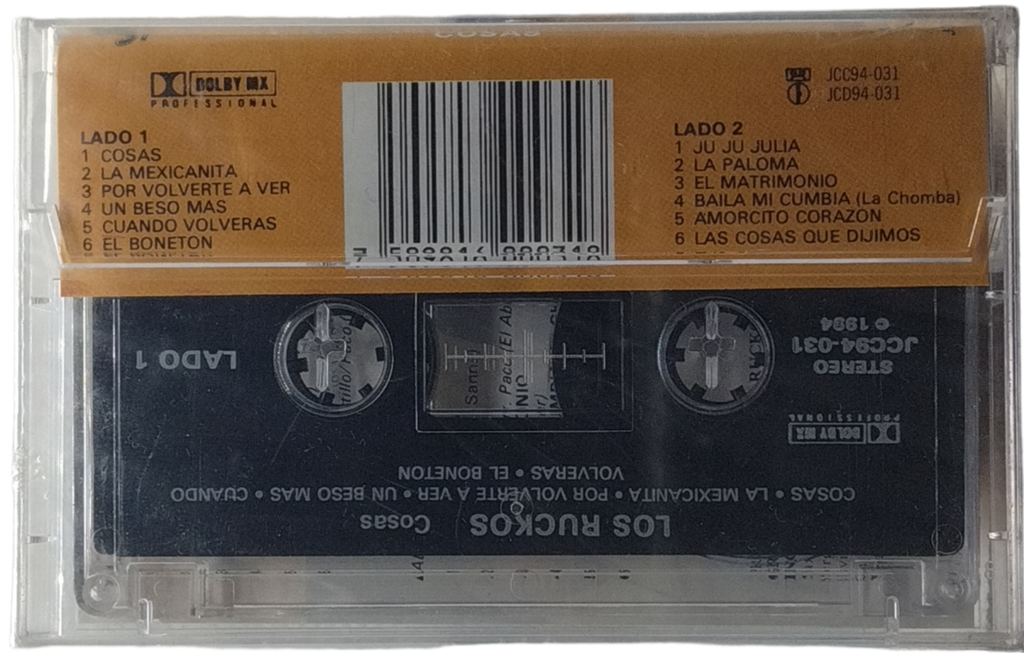 COSAS
DOLBY MX
PROFESSIONAL
JCC94-031
JCD94-031
LADO 1
1 COSAS
2 LA MEXICANITA
3 POR VOLVERTE A VER
4 UN BESO MAS
5 CUANDO VOLVERAS
6 EL BONETON
LADO 2
1 JU JU JULIA
2 LA PALOMA
3 EL MATRIMONIO
4 BAILA MI CUMBIA (La Chomba)
5 AMORCITO CORAZON
6 LAS COSAS QUE DIJIMOS
LOS RUCKOS Cosas
COSAS • LA MEXICANITA • POR VOLVERTE A VER • UN BESO MAS • CUANDO
VOLVERAS • EL BONETON
DOLBY MX
PROFESSIONAL
STEREO
JCC94-031
© 1994
LADO 1